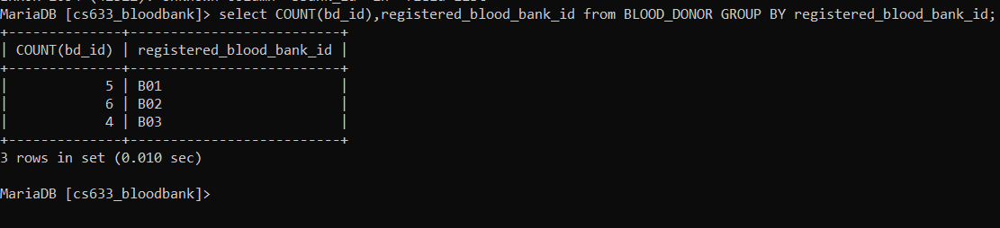 MariaDB [cs633_bloodbank]> select COUNT(bd_id),registered_blood_bank_id from BLOOD_DONOR GROUP BY registered_blood_bank_id;
+--------------+--------------------------+
| COUNT(bd_id) | registered_blood_bank_id |
+--------------+--------------------------+
|            5 | B01                      |
|            6 | B02                      |
|            4 | B03                      |
+--------------+--------------------------+
3 rows in set (0.010 sec)
MariaDB [cs633_bloodbank]>